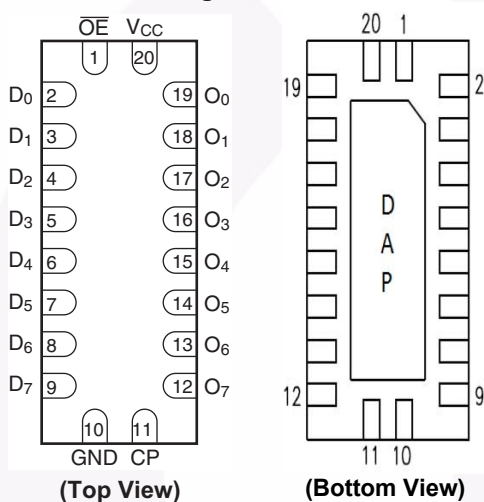 OE VCC
1 20
D0 2 19 O0
D1 3 18 O1
D2 4 17 O2
D3 5 16 O3
D4 6 15 O4
D5 7 14 O5
D6 8 13 O6
D7 9 12 O7
10 11
GND CP
(Top View)
20 1
19 2
D
A
P
12 9
11 10
(Bottom View)